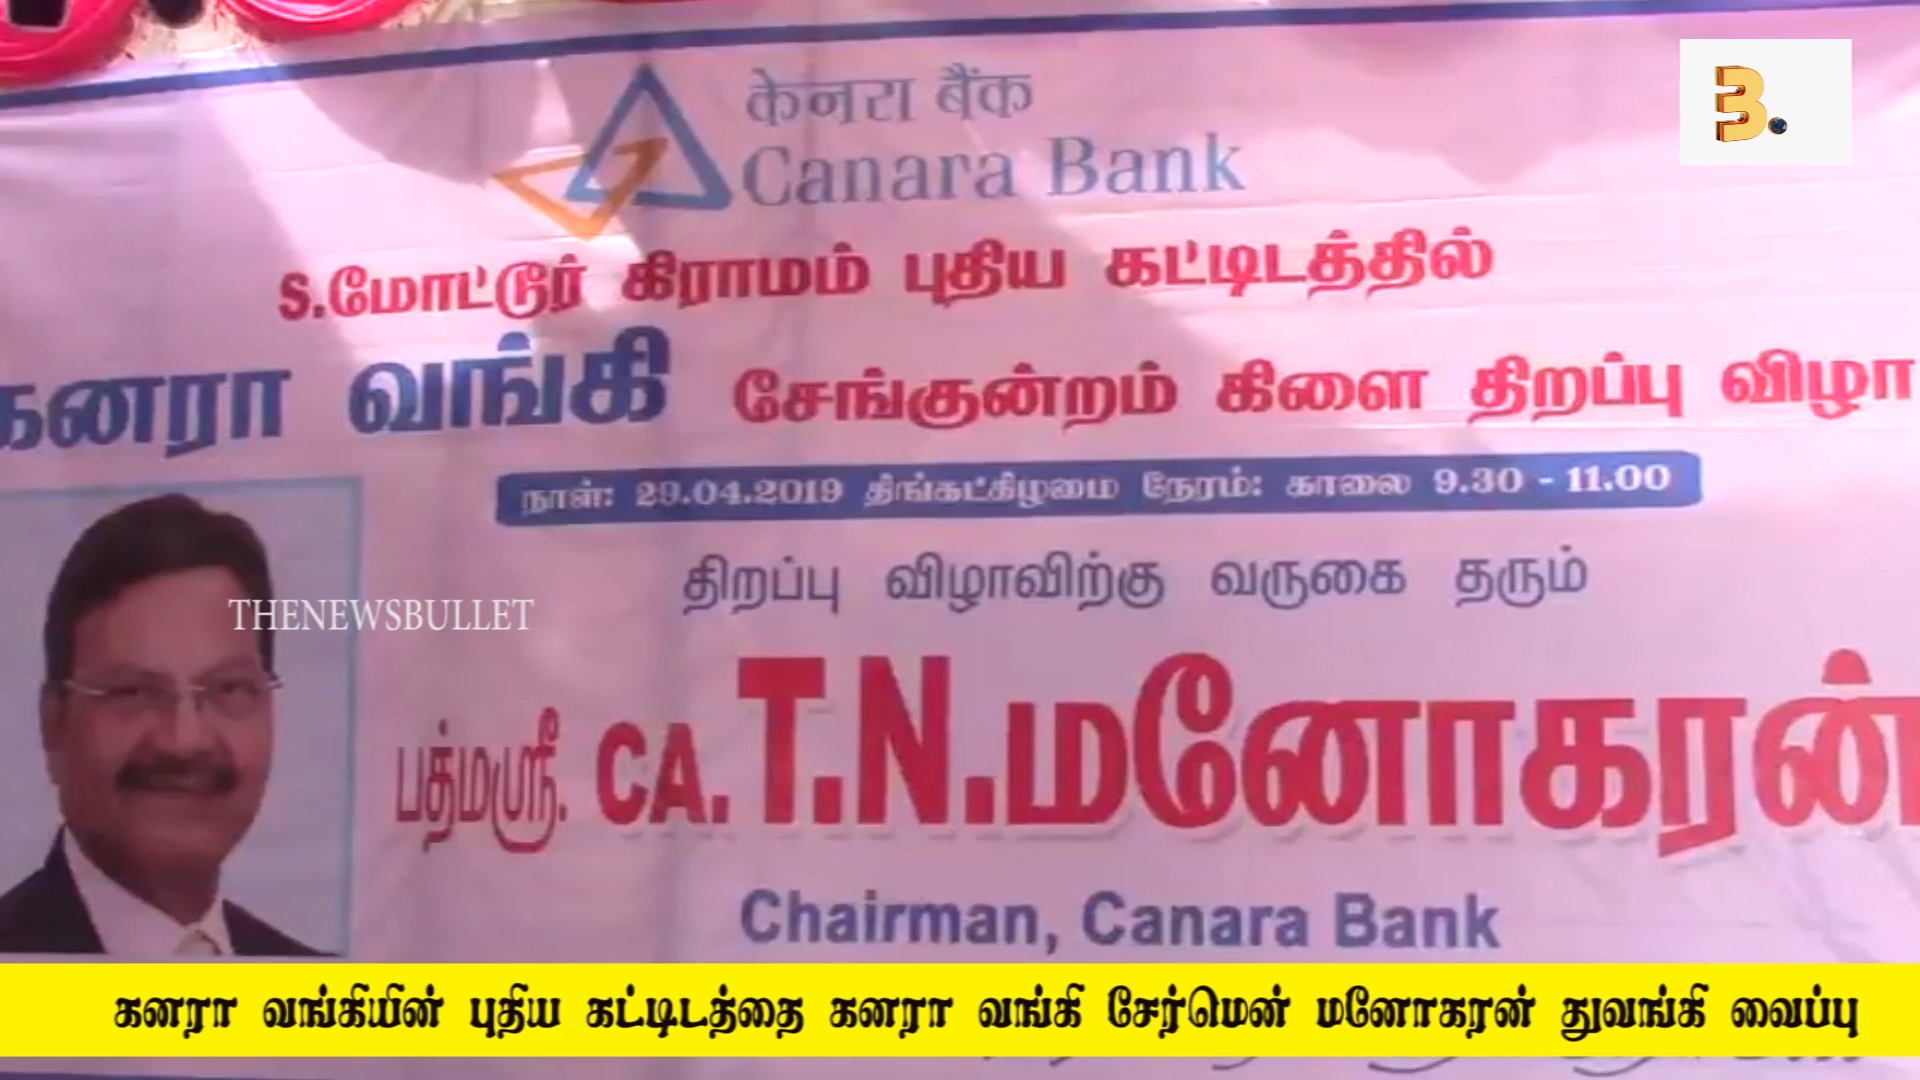 केनरा बैंक
3.
Canara Bank
S.மோட்டூர் கிராமம் புதிய கட்டிடத்தில்
கனரா வங்கி சேங்குன்றம் கிளை திறப்பு விழா
நாள்: 29.04.2019 திங்கட்கிழமை நேரம்: காலை 9.30 - 11.00
திறப்பு விழாவிற்கு வருகை தரும்
THENEWSBULLET
பத்மஸ்ரீ. CA. T.N.மனோகரன்
Chairman, Canara Bank
கனரா வங்கியின் புதிய கட்டிடத்தை கனரா வங்கி சேர்மென் மனோகரன் துவங்கி வைப்பு